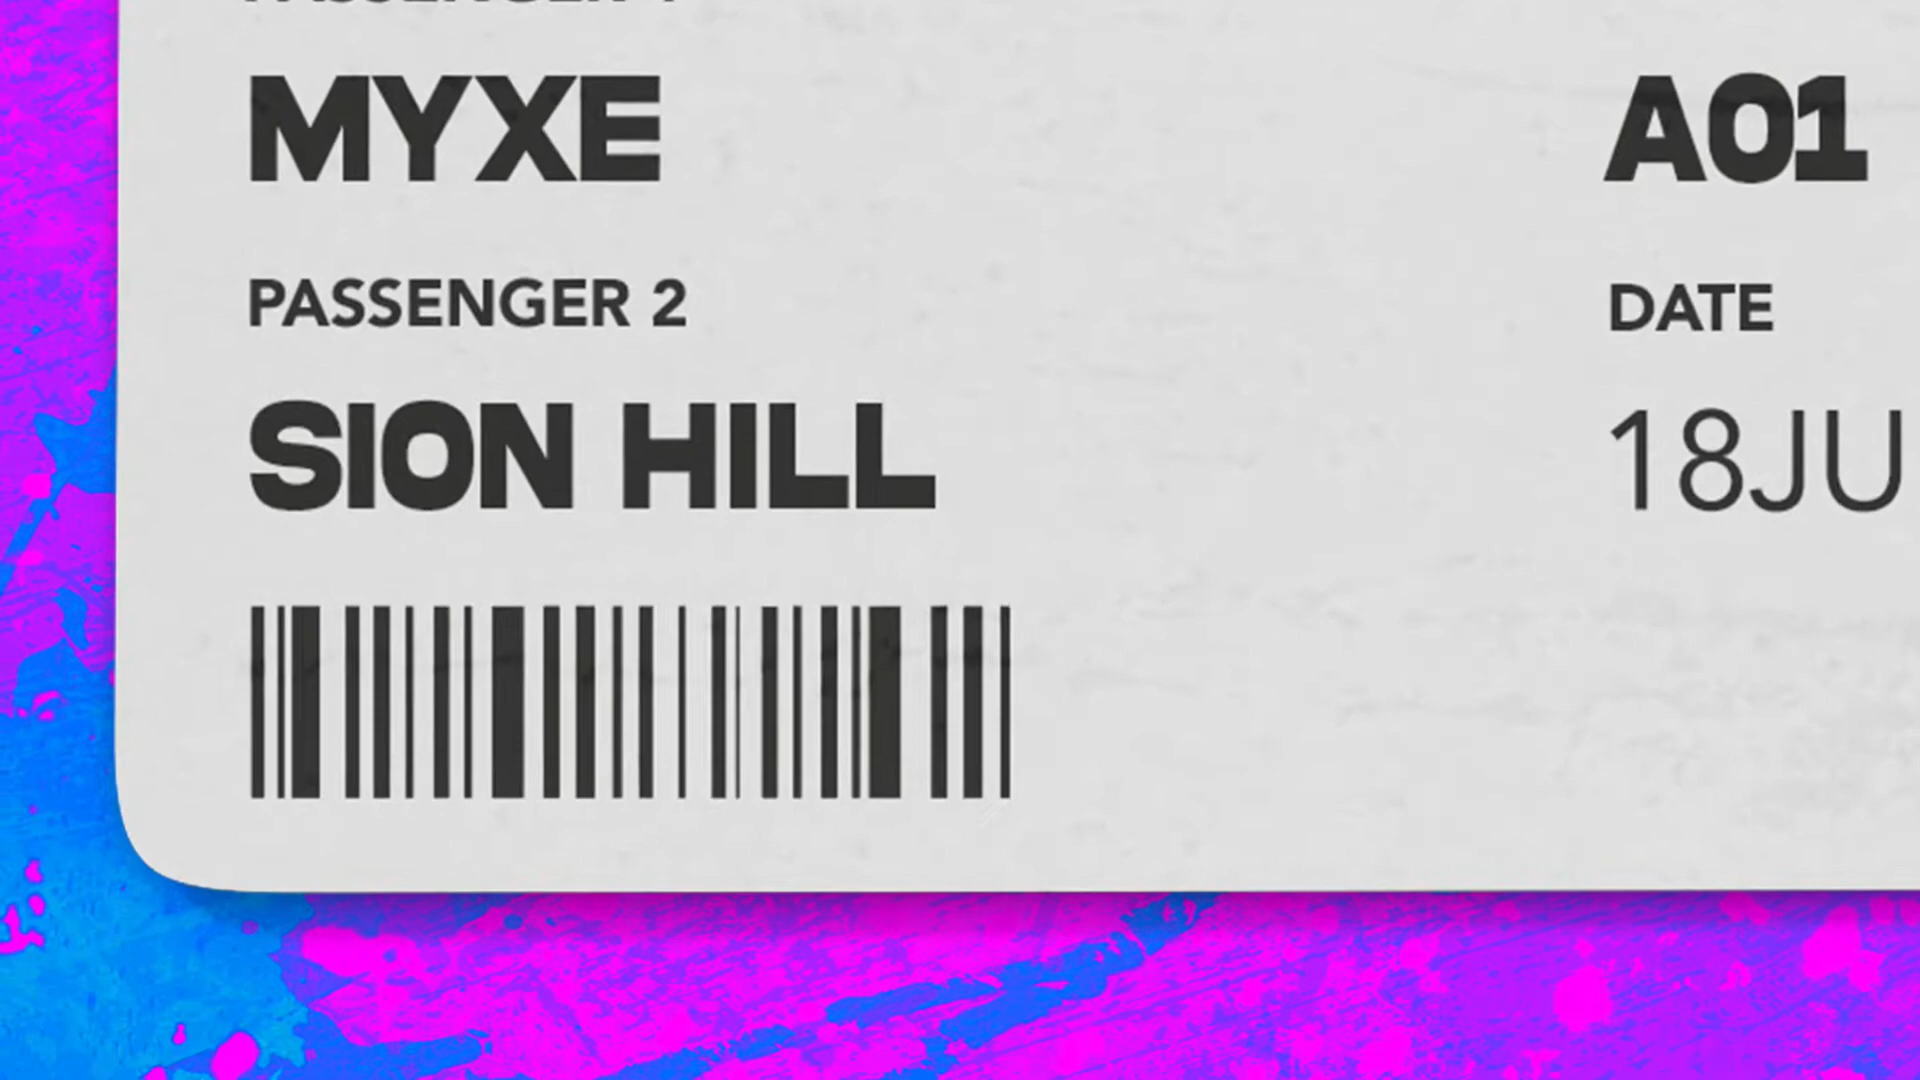 MYXE
A01
PASSENGER 2
DATE
SION HILL
18JU